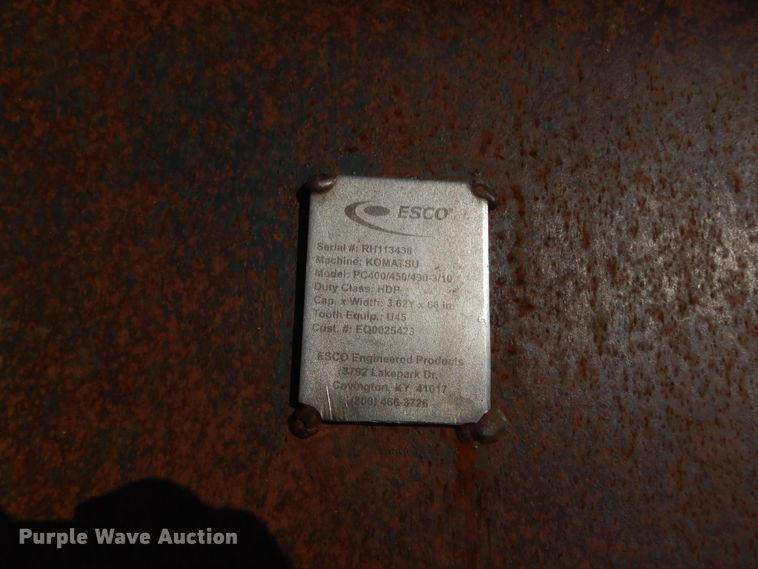 ESCO
Serial #: RH113438
Machine: KOMATSU
Model: PC400/450/490-3/10
Duty Class: HDP
Cap. x Width: 3.62Y x 66 in.
Tooth Equip.: U45
Cust. #: EQ0025423
ESCO Engineered Products
3792 Lakepark Dr.
Covington, KY 41017
(800) 466-3726
Purple Wave Auction